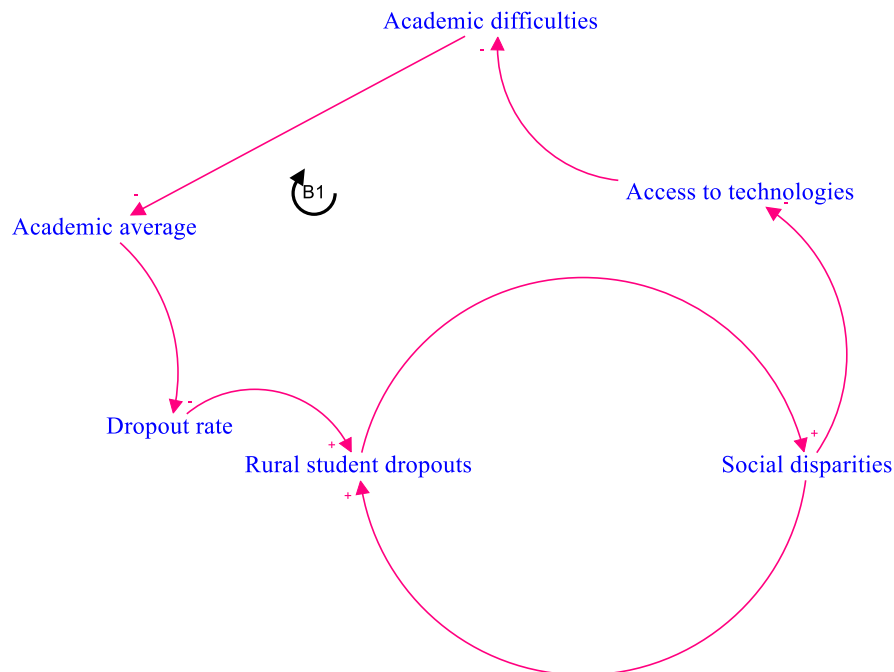 Academic difficulties
-
-
B1
Access to technologies
-
Academic average
-
Dropout rate
+
+
Rural student dropouts
Social disparities
+